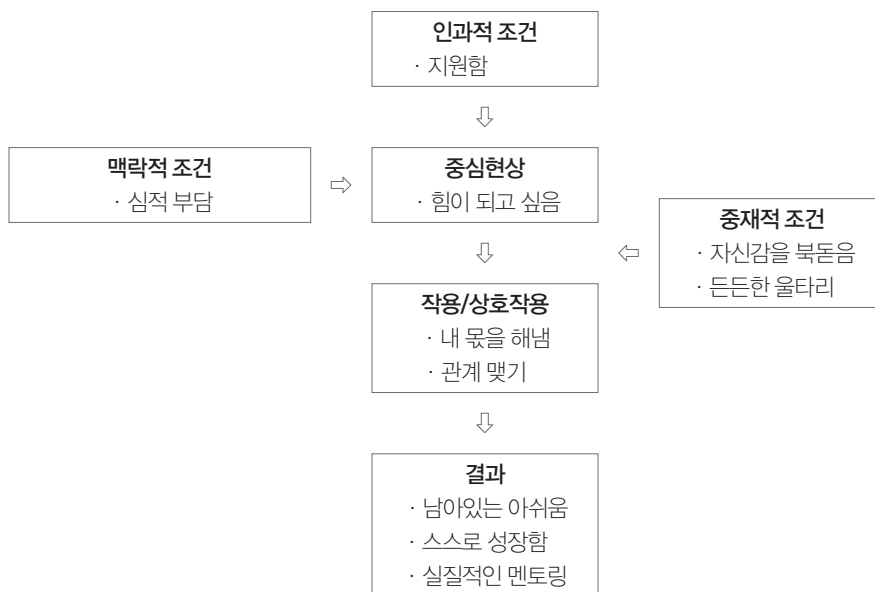 인과적 조건
· 지원함
⇩
맥락적 조건
· 심적 부담
⇨
중심현상
· 힘이 되고 싶음
⇩
⇦
중재적 조건
· 자신감을 북돋음
· 든든한 울타리
작용/상호작용
· 내 몫을 해냄
· 관계 맺기
⇩
결과
· 남아있는 아쉬움
· 스스로 성장함
· 실질적인 멘토링